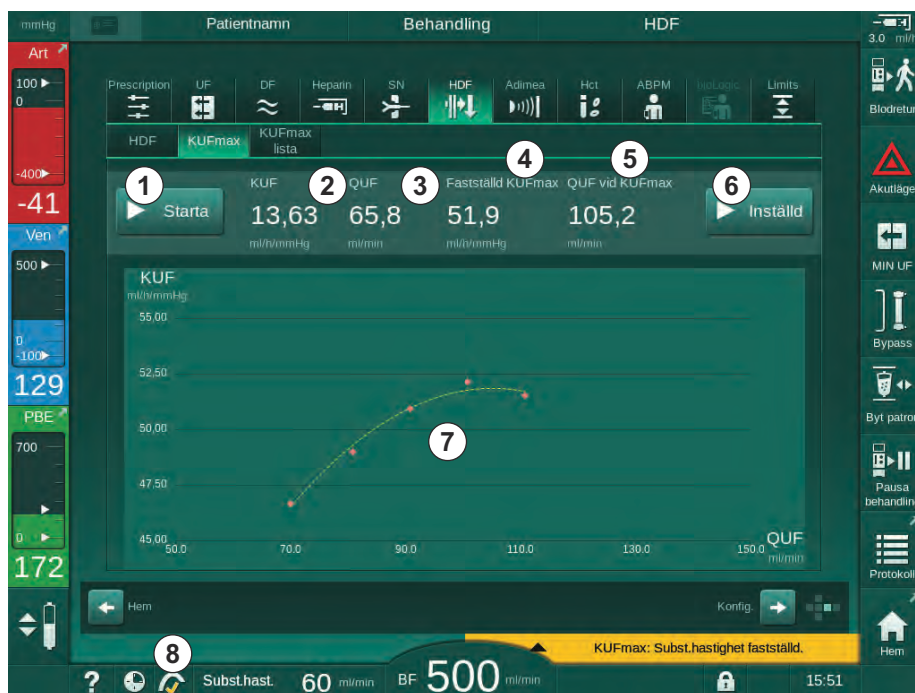 mmHg Patientnamn Behandling HDF
3.0 ml/h
Art
100
0
-400
-41
Ven
500
0
-100
129
PBE
700
0
172
Prescription UF DF Heparin SN HDF Adimea Hct ABPM bioLogic Limits
HDF KUFmax KUFmax lista
1 2 3 4 5 6
Starta
KUF QUF Fastställd KUFmax QUF vid KUFmax
13,63 65,8 51,9 105,2
ml/h/mmHg ml/min ml/h/mmHg ml/min
Inställd
KUF
ml/h/mmHg
55,00
52,50
50,00
47,50
45,00
7
50.0 70.0 90.0 110.0 130.0 150.0
QUF
ml/min
Hem Konfig.
KUFmax: Subst.hastighet fastställd.
8
? Subst.hast. 60 ml/min BF 500 ml/min 15:51
Blodretur
Akutläge
MIN UF
Bypass
Byt patron
Pausa
behandling
Protokoll
Hem